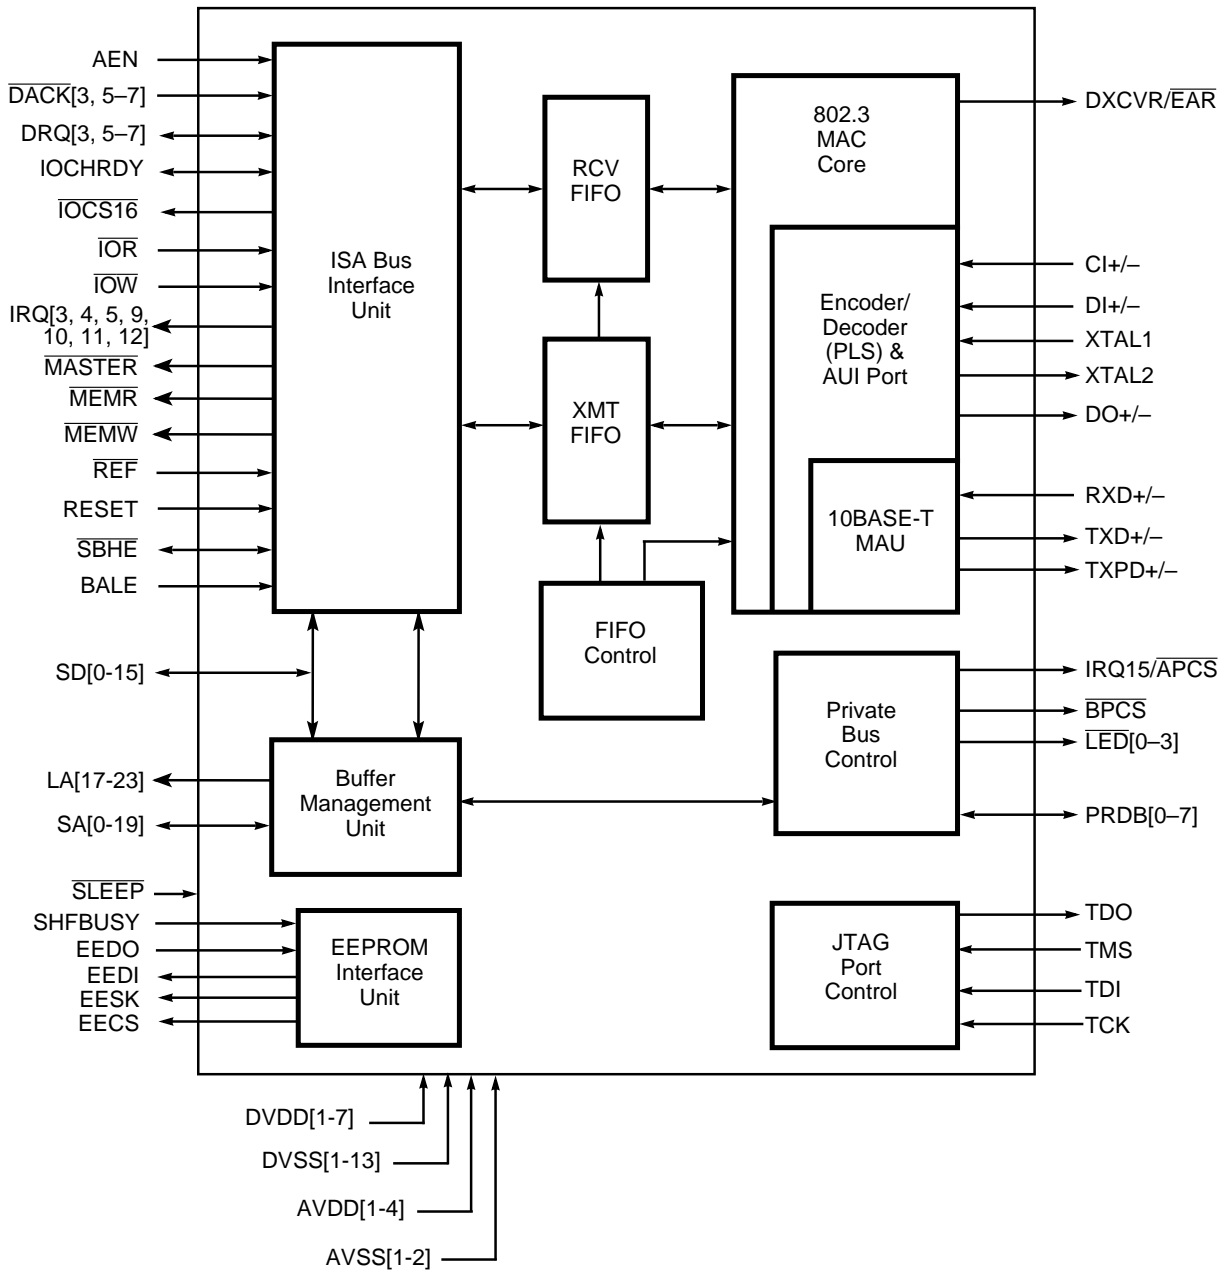 AEN
DACK[3, 5–7]
DRQ[3, 5–7]
IOCHRDY
IOCS16
IOR
IOW
IRQ[3, 4, 5, 9,
10, 11, 12]
MASTER
MEMR
MEMW
REF
RESET
SBHE
BALE
SD[0-15]
LA[17-23]
SA[0-19]
SLEEP
SHFBUSY
EEDO
EEDI
EESK
EECS
ISA Bus
Interface
Unit
RCV
FIFO
XMT
FIFO
FIFO
Control
Buffer
Management
Unit
EEPROM
Interface
Unit
802.3
MAC
Core
Encoder/
Decoder
(PLS) &
AUI Port
10BASE-T
MAU
Private
Bus
Control
JTAG
Port
Control
DXCVR/EAR
CI+/–
DI+/–
XTAL1
XTAL2
DO+/–
RXD+/–
TXD+/–
TXPD+/–
IRQ15/APCS
BPCS
LED[0–3]
PRDB[0–7]
TDO
TMS
TDI
TCK
DVDD[1-7]
DVSS[1-13]
AVDD[1-4]
AVSS[1-2]